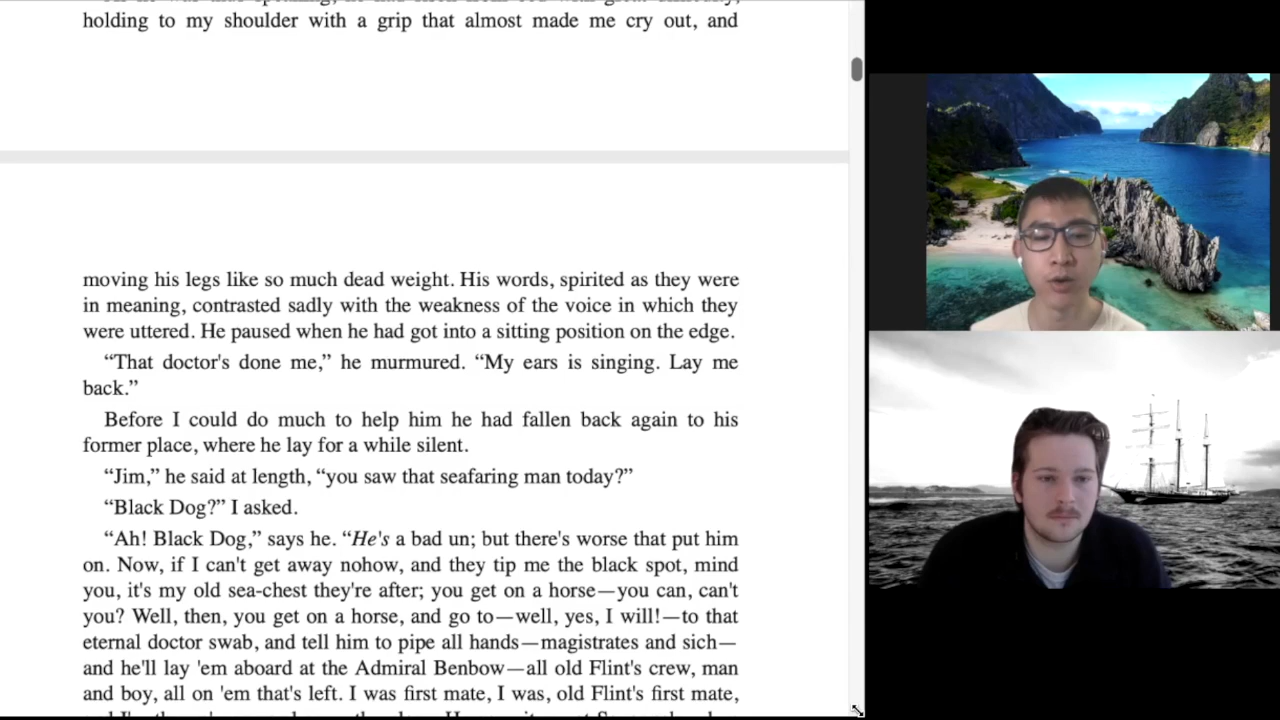 holding to my shoulder with a grip that almost made me cry out, and
moving his legs like so much dead weight. His words, spirited as they were
in meaning, contrasted sadly with the weakness of the voice in which they
were uttered. He paused when he had got into a sitting position on the edge.
“That doctor's done me,” he murmured. “My ears is singing. Lay me
back.”
Before I could do much to help him he had fallen back again to his
former place, where he lay for a while silent.
“Jim,” he said at length, “you saw that seafaring man today?”
“Black Dog?” I asked.
“Ah! Black Dog,” says he. “He's a bad un; but there's worse that put him
on. Now, if I can't get away nohow, and they tip me the black spot, mind
you, it's my old sea-chest they're after; you get on a horse—you can, can't
you? Well, then, you get on a horse, and go to—well, yes, I will!—to that
eternal doctor swab, and tell him to pipe all hands—magistrates and sich—
and he'll lay 'em aboard at the Admiral Benbow—all old Flint's crew, man
and boy, all on 'em that's left. I was first mate, I was, old Flint's first mate,